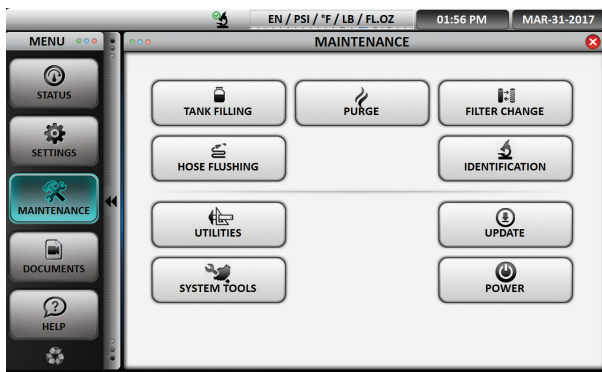 EN / PSI / °F / LB / FL.OZ
01:56 PM
MAR-31-2017
MENU
MAINTENANCE
STATUS
SETTINGS
MAINTENANCE
DOCUMENTS
HELP
TANK FILLING
PURGE
FILTER CHANGE
HOSE FLUSHING
IDENTIFICATION
UTILITIES
UPDATE
SYSTEM TOOLS
POWER